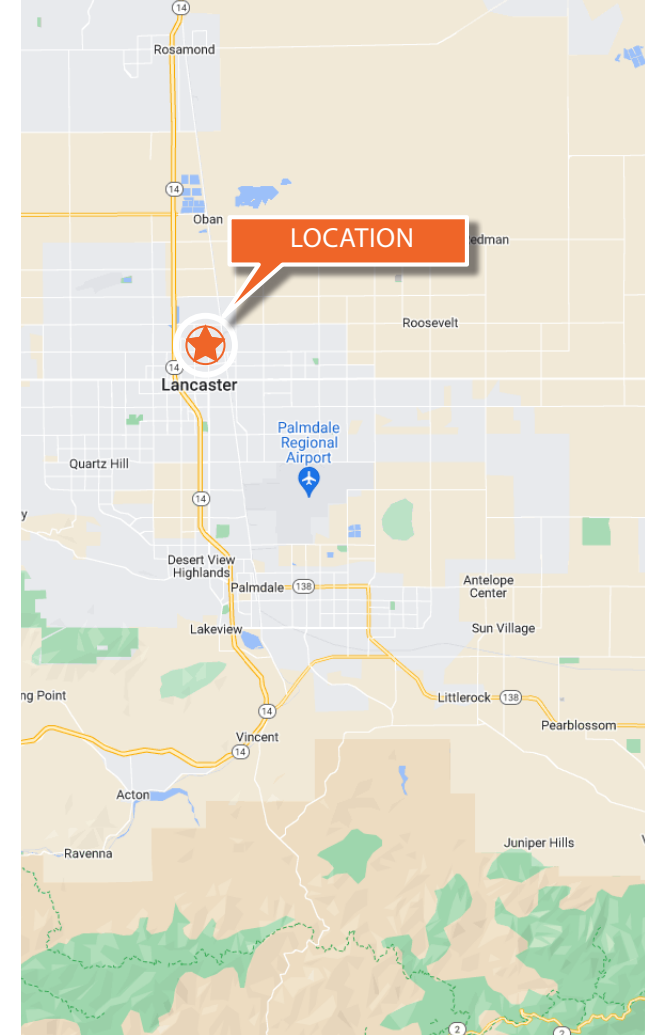 14
Rosamond
14
Oban
LOCATION
edman
Roosevelt
14
Lancaster
Palmdale
Regional
Airport
Quartz Hill
14
y
Desert View
Highlands
Palmdale
138
Antelope
Center
Lakeview
Sun Village
ng Point
Littlerock
138
14
Pearblossom
Vincent
14
Acton
Juniper Hills
Ravenna
2
2